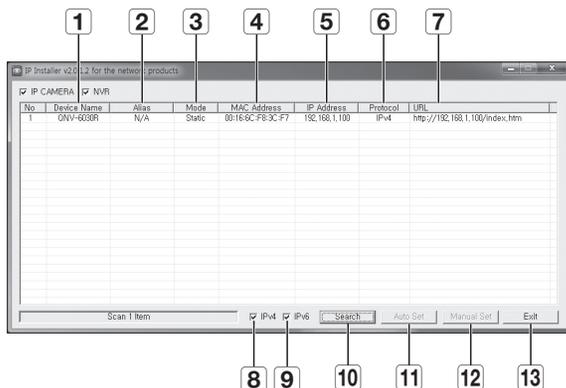 1 2 3 4 5 6 7
IP Installer v2.0.1.2 for the network products
IP CAMERA NVR
No Device Name Alias Mode MAC Address IP Address Protocol URL
1 QNV-6030R N/A Static 00:16:6C:F8:3C:F7 192,168,1,100 IPv4 http://192,168,1,100/index,htm
Scan 1 Item IPv4 IPv6 Search Auto Set Manual Set Exit
8 9 10 11 12 13